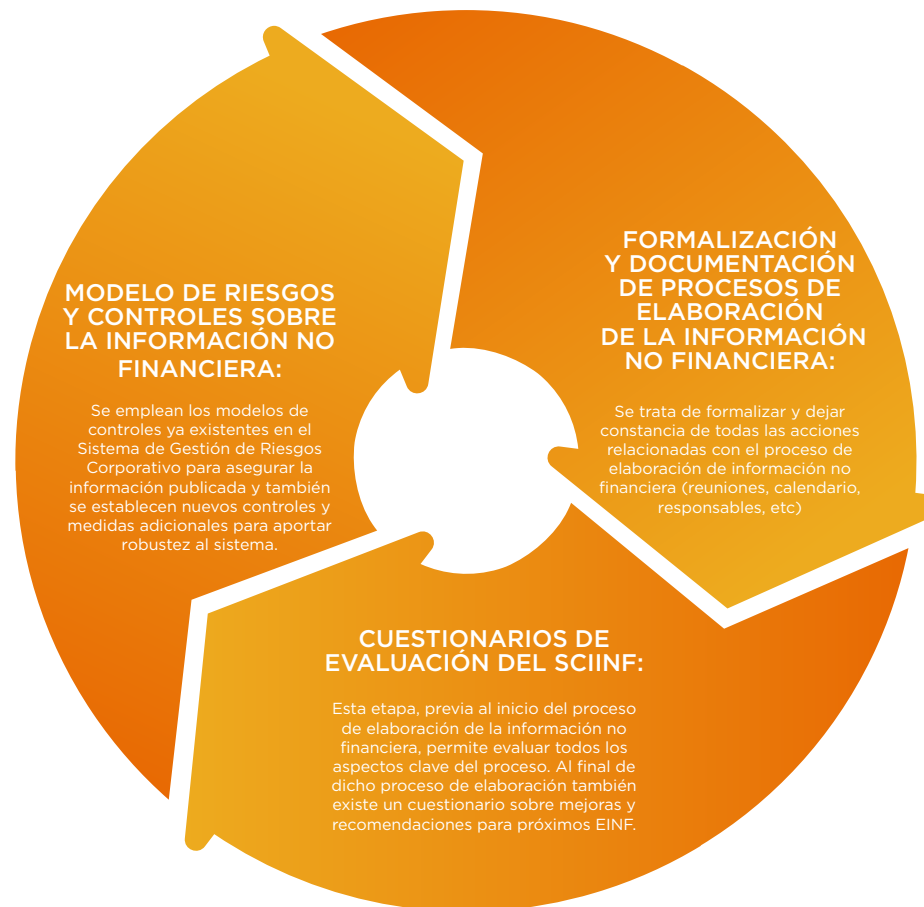 MODELO DE RIESGOS
Y CONTROLES SOBRE
LA INFORMACIÓN NO
FINANCIERA:
Se emplean los modelos de
controles ya existentes en el
Sistema de Gestión de Riesgos
Corporativo para asegurar la
información publicada y también
se establecen nuevos controles y
medidas adicionales para aportar
robustez al sistema.
FORMALIZACIÓN
Y DOCUMENTACIÓN
DE PROCESOS DE
ELABORACIÓN
DE LA INFORMACIÓN
NO FINANCIERA:
Se trata de formalizar y dejar
constancia de todas las acciones
relacionadas con el proceso de
elaboración de información no
financiera (reuniones, calendario,
responsables, etc)
CUESTIONARIOS DE
EVALUACIÓN DEL SCIINF:
Esta etapa, previa al inicio del proceso
de elaboración de la información no
financiera, permite evaluar todos los
aspectos clave del proceso. Al final de
dicho proceso de elaboración también
existe un cuestionario sobre mejoras y
recomendaciones para próximos EINF.